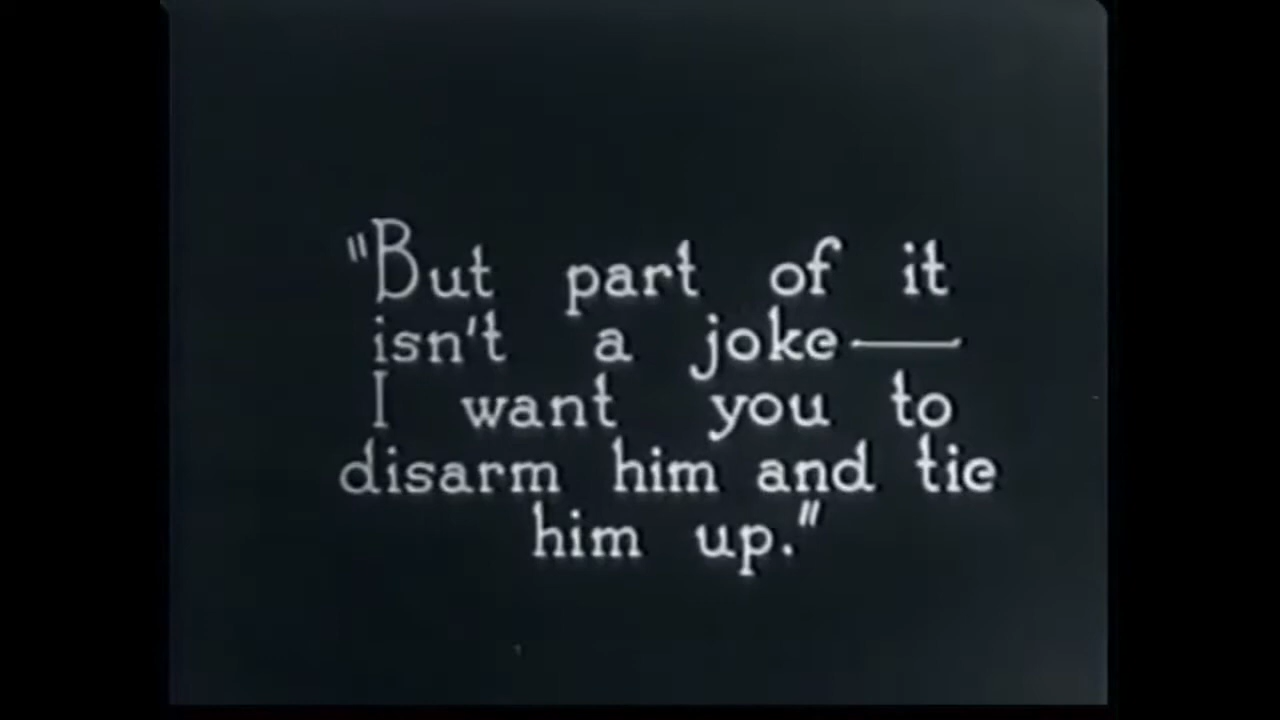 "But part of it
isn't a joke—
I want you to
disarm him and tie
him up."